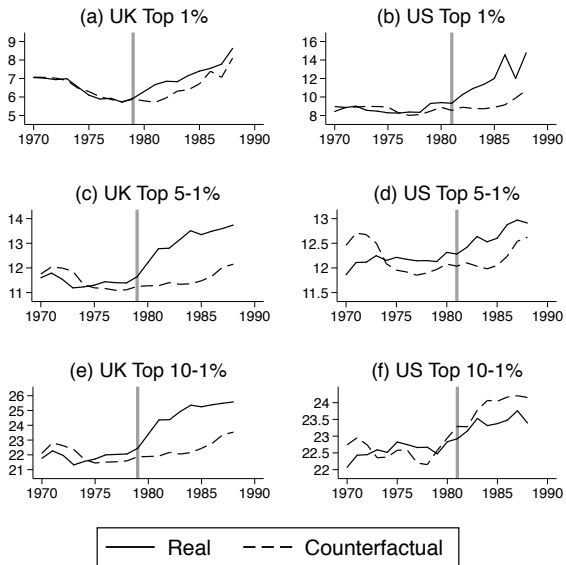 (a) UK Top 1%
9
8
7
6
5
1970 1975 1980 1985 1990
(b) US Top 1%
16
14
12
10
8
1970 1975 1980 1985 1990
(c) UK Top 5-1%
14
13
12
11
1970 1975 1980 1985 1990
(d) US Top 5-1%
13
12.5
12
11.5
1970 1975 1980 1985 1990
(e) UK Top 10-1%
26
25
24
23
22
21
1970 1975 1980 1985 1990
(f) US Top 10-1%
24
23.5
23
22.5
22
1970 1975 1980 1985 1990
Real Counterfactual